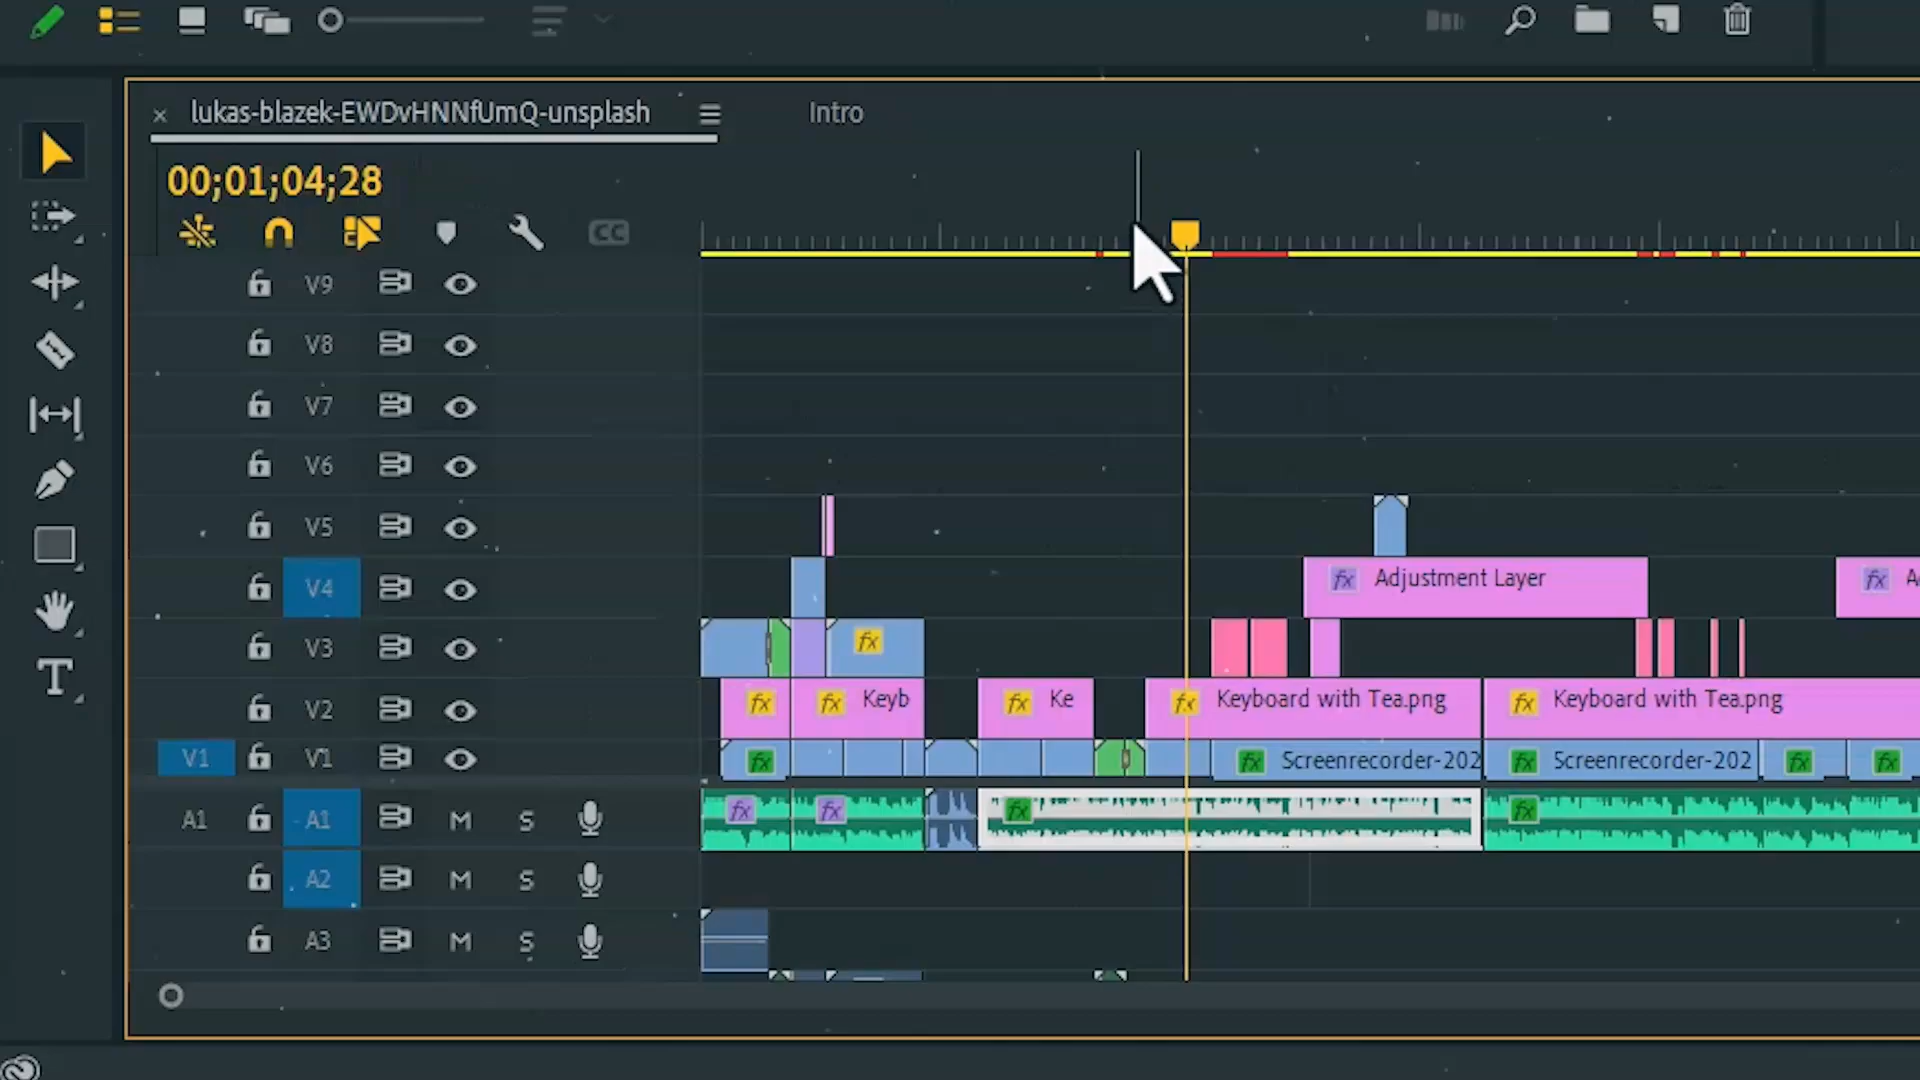 lukas-blazek-EWDvHNNfUmQ-unsplash
Intro
00;01;04;28
CC
V9
V8
V7
V6
V5
V4
Adjustment Layer
V3
fx
V2
fx
fx Keyb
fx Ke
fx Keyboard with Tea.png
fx Keyboard with Tea.png
V1 V1
fx
fx Screenrecorder-202
fx Screenrecorder-202
fx
fx
A1 A1 M S
fx
fx
fx
fx
A2 M S
A3 M S
T